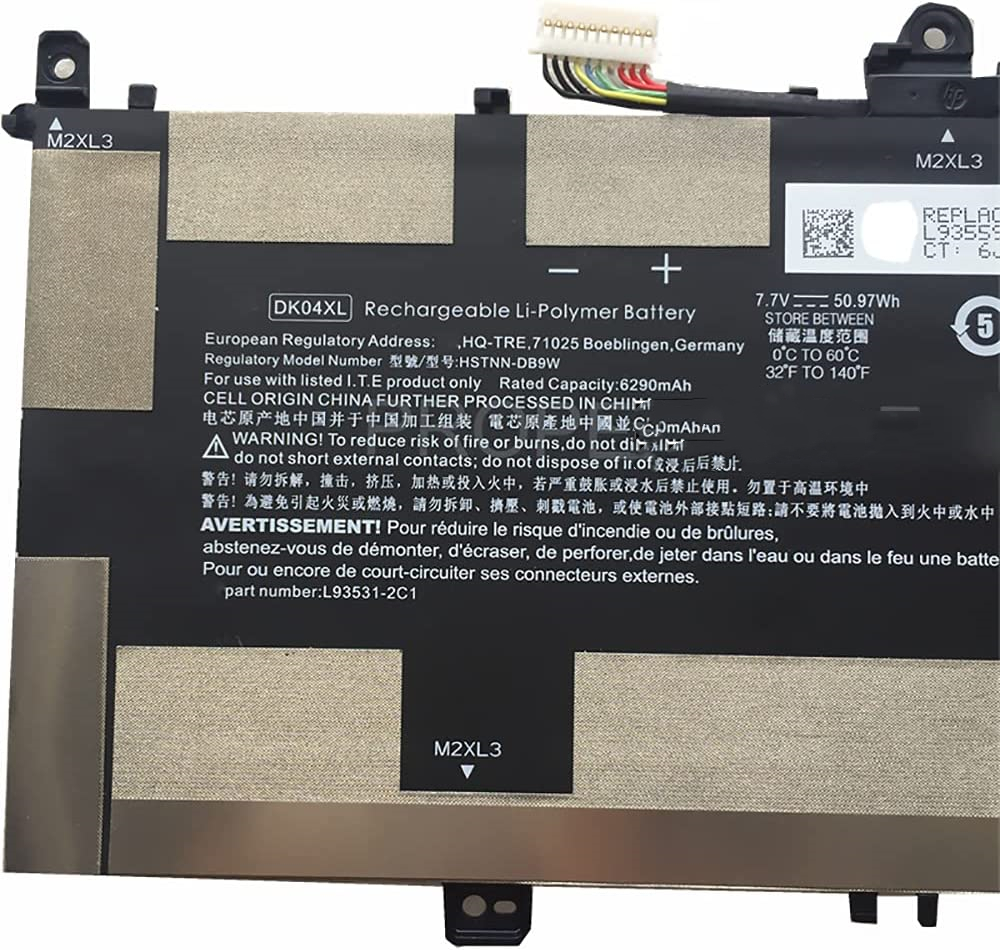 hp
M2XL3
M2XL3
REPLAC
L93555
CT: 6J
DK04XL Rechargeable Li-Polymer Battery
7.7V 50.97Wh
STORE BETWEEN
储藏温度范围
0°C TO 60°C
32°F TO 140°F
5
European Regulatory Address: ,HQ-TRE,71025 Boeblingen,Germany
Regulatory Model Number 型號/型号:HSTNN-DB9W
For use with listed I.T.E product only Rated Capacity:6290mAh
CELL ORIGIN CHINA FURTHER PROCESSED IN
电芯原产地中国并于中国加工组装 電芯原產地中國並
WARNING! To reduce risk of fire or burns,do not
do not short external contacts; do not dispose of
警告! 请勿拆解，撞击，挤压，加热或投入火中，若严重鼓胀或浸水后禁止使用。勿置于高温环境中
警告! 為避免引起火災或燃燒，請勿拆卸、擠壓、刺戳電池，或使電池外部接點短路;請不要將電池拋入到火中或水中
AVERTISSEMENT! Pour réduire le risque d'incendie ou de brûlures,
abstenez-vous de démonter, d'écraser, de perforer,de jeter dans l'eau ou dans le feu une batte
Pour ou encore de court-circuiter ses connecteurs externes.
part number:L93531-2C1
M2XL3